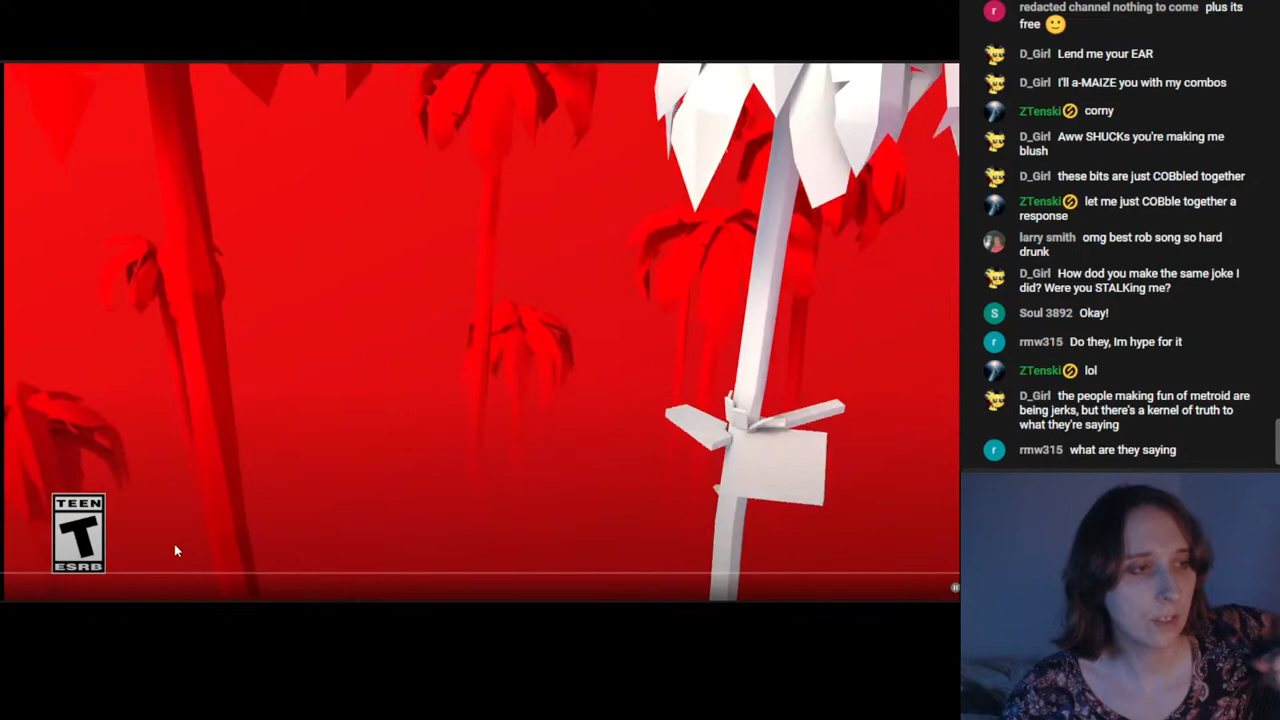 redacted channel nothing to come plus its
free
D_Girl Lend me your EAR
D_Girl I'll a-MAIZE you with my combos
ZTenski corny
D_Girl Aww SHUCKs you're making me
blush
D_Girl these bits are just COBbled together
ZTenski let me just COBble together a
response
larry smith omg best rob song so hard
drunk
D_Girl How dod you make the same joke I
did? Were you STALKing me?
S Soul 3892 Okay!
r rmw315 Do they, Im hype for it
ZTenski lol
D_Girl the people making fun of metroid are
being jerks, but there's a kernel of truth to
what they're saying
r rmw315 what are they saying
TEEN
T
ESRB